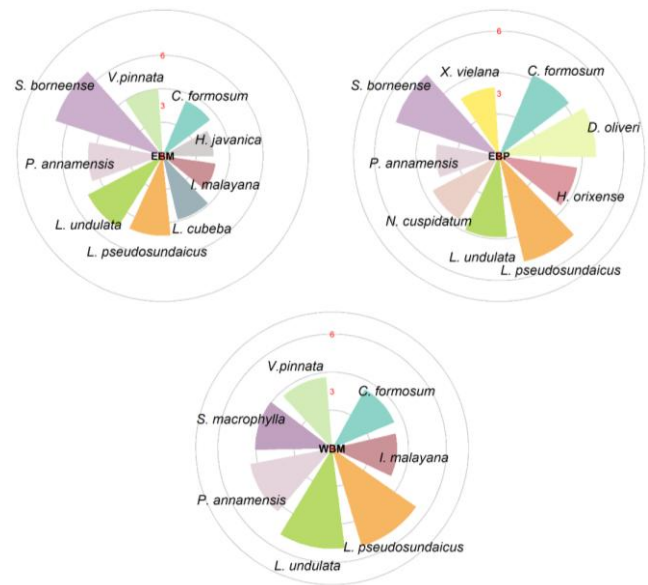 6
V.pinnata
S. borneense
C. formosum
3
H. javanica
EBM
P. annamensis
I. malayana
L. undulata
L. cubeba
L. pseudosundaicus
6
X. vielana
C. formosum
S. borneense
3
D. oliveri
EBP
P. annamensis
H. orixense
N. cuspidatum
L. undulata
L. pseudosundaicus
6
V.pinnata
3
C. formosum
S. macrophylla
WBM
I. malayana
P. annamensis
L. pseudosundaicus
L. undulata